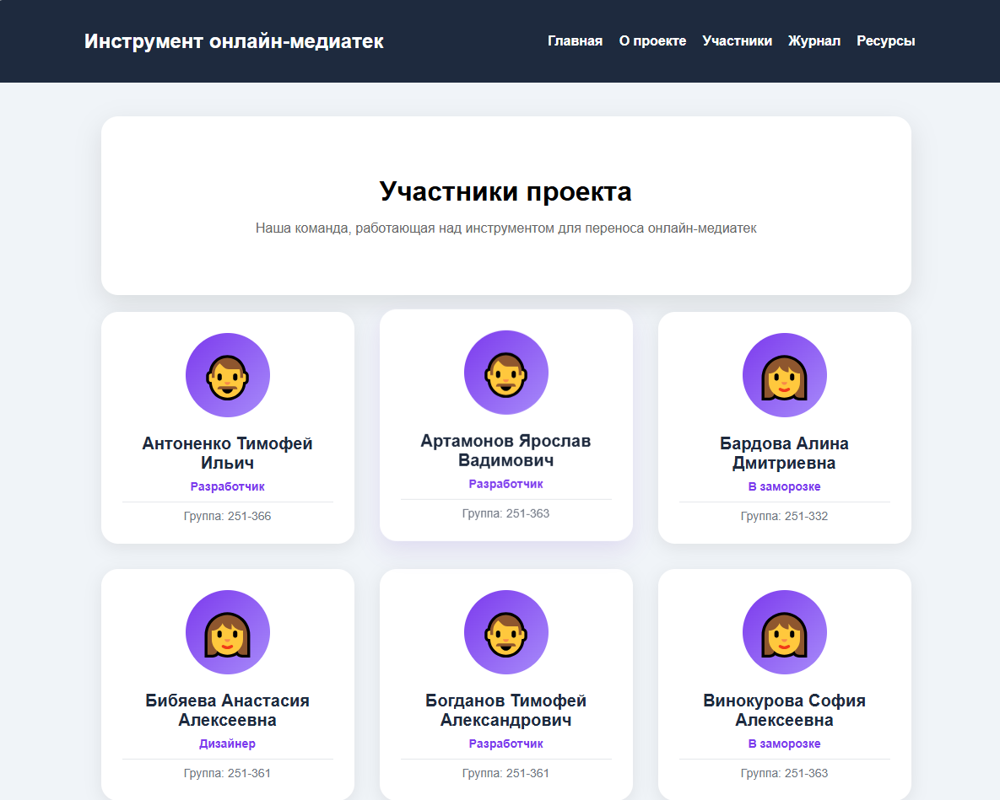 Инструмент онлайн-медиатек
Главная О проекте Участники Журнал Ресурсы
Участники проекта
Наша команда, работающая над инструментом для переноса онлайн-медиатек
Антоненко Тимофей
Ильич
Разработчик
Группа: 251-366
Артамонов Ярослав
Вадимович
Разработчик
Группа: 251-363
Бардова Алина
Дмитриевна
В заморозке
Группа: 251-332
Бибяева Анастасия
Алексеевна
Дизайнер
Группа: 251-361
Богданов Тимофей
Александрович
Разработчик
Группа: 251-361
Винокурова София
Алексеевна
В заморозке
Группа: 251-363